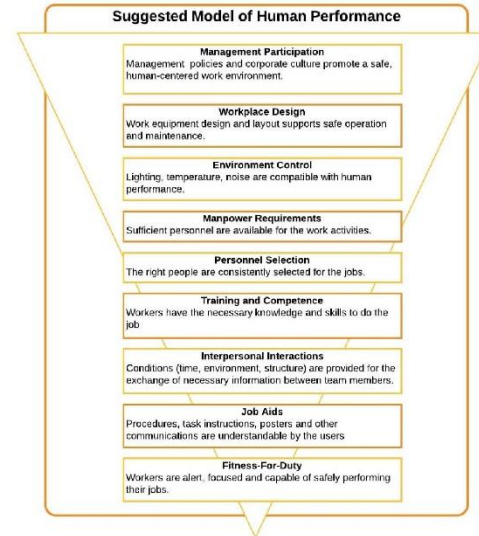 Suggested Model of Human Performance
Management Participation
Management policies and corporate culture promote a safe,
human-centered work environment.
Workplace Design
Work equipment design and layout supports safe operation
and maintenance.
Environment Control
Lighting, temperature, noise are compatible with human
performance.
Manpower Requirements
Sufficient personnel are available for the work activities.
Personnel Selection
The right people are consistently selected for the jobs.
Training and Competence
Workers have the necessary knowledge and skills to do the
job
Interpersonal Interactions
Conditions (time, environment, structure) are provided for the
exchange of necessary information between team members.
Job Aids
Procedures, task instructions, posters and other
communications are understandable by the users
Fitness-For-Duty
Workers are alert, focused and capable of safely performing
their jobs.